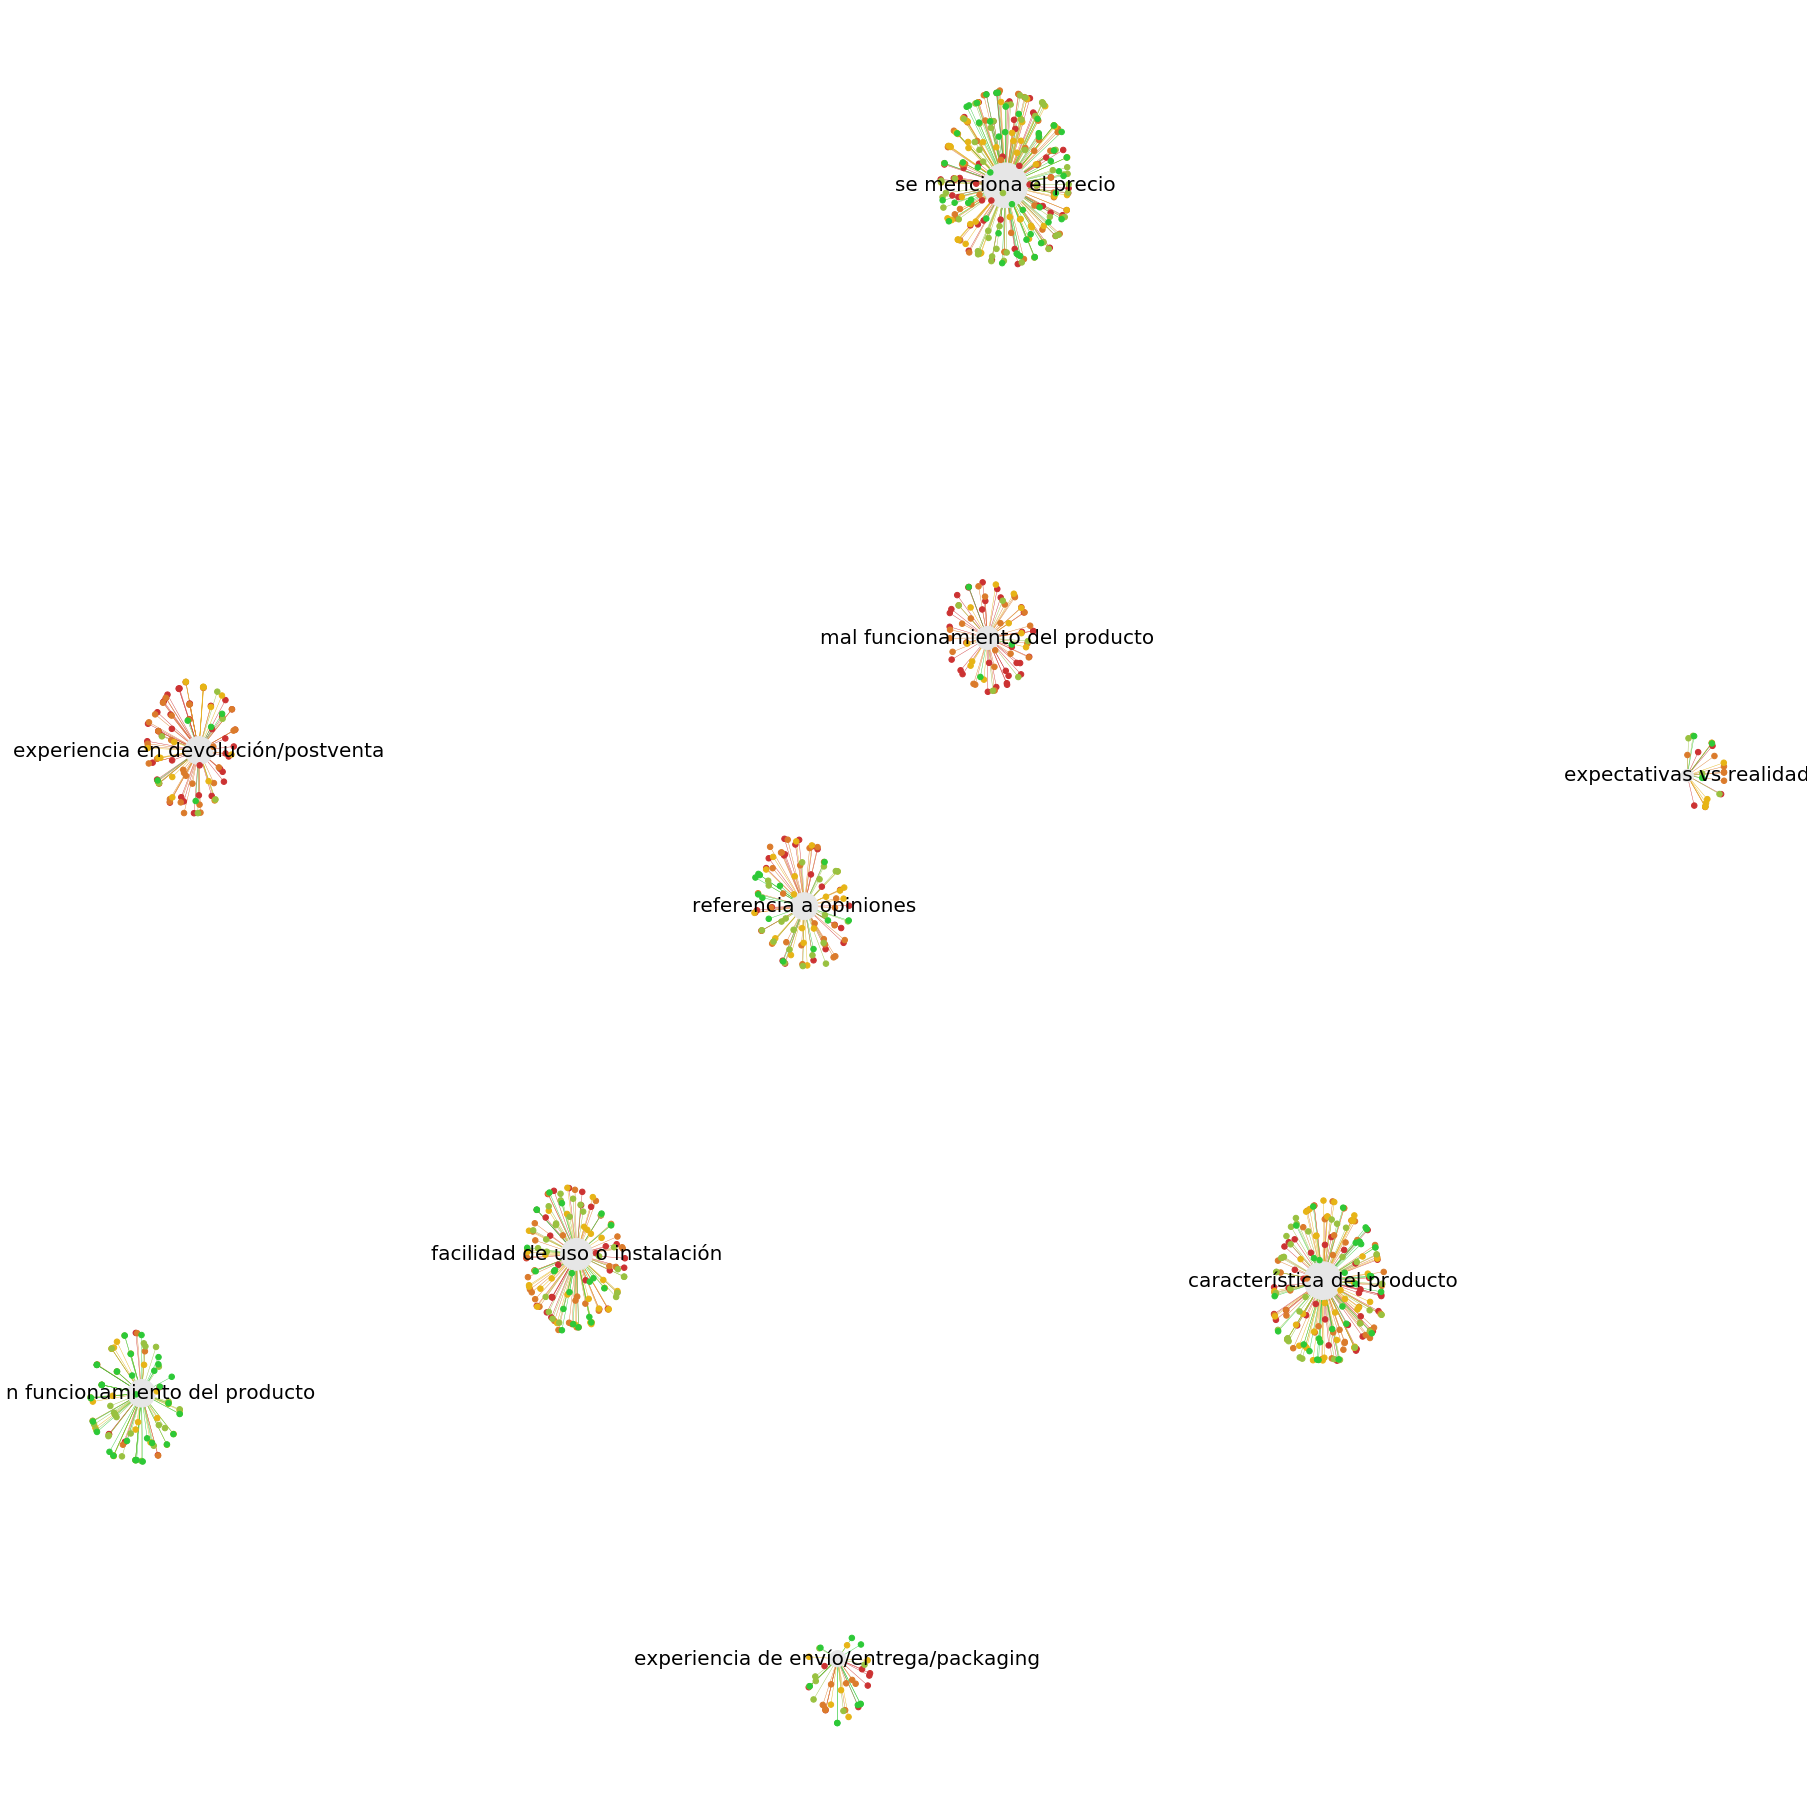 se menciona el precio
mal funcionamiento del producto
experiencia en devolución/postventa
expectativas vs realidad
referencia a opiniones
facilidad de uso o instalación
característica del producto
n funcionamiento del producto
experiencia de envío/entrega/packaging